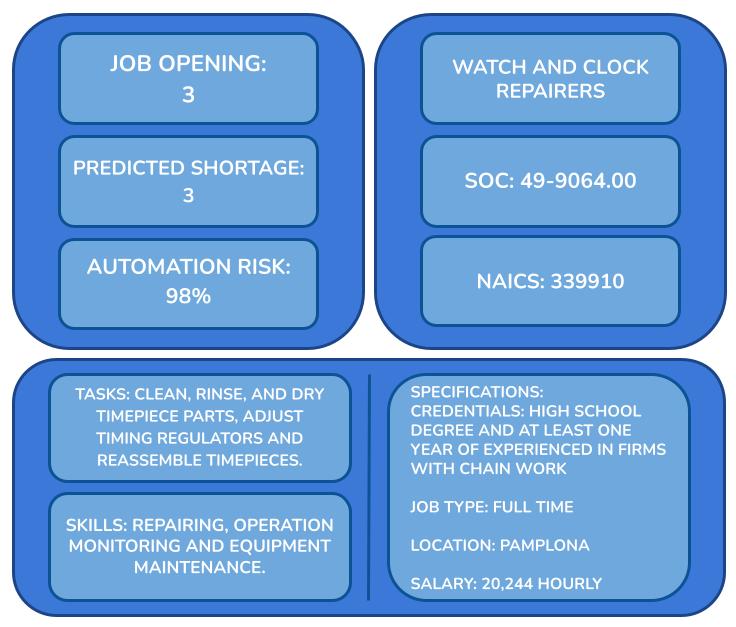 JOB OPENING:
3
PREDICTED SHORTAGE:
3
AUTOMATION RISK:
98%
WATCH AND CLOCK
REPAIRERS
SOC: 49-9064.00
NAICS: 339910
TASKS: CLEAN, RINSE, AND DRY
TIMEPIECE PARTS, ADJUST
TIMING REGULATORS AND
REASSEMBLE TIMEPIECES.
SKILLS: REPAIRING, OPERATION
MONITORING AND EQUIPMENT
MAINTENANCE.
SPECIFICATIONS:
CREDENTIALS: HIGH SCHOOL
DEGREE AND AT LEAST ONE
YEAR OF EXPERIENCED IN FIRMS
WITH CHAIN WORK
JOB TYPE: FULL TIME
LOCATION: PAMPLONA
SALARY: 20,244 HOURLY